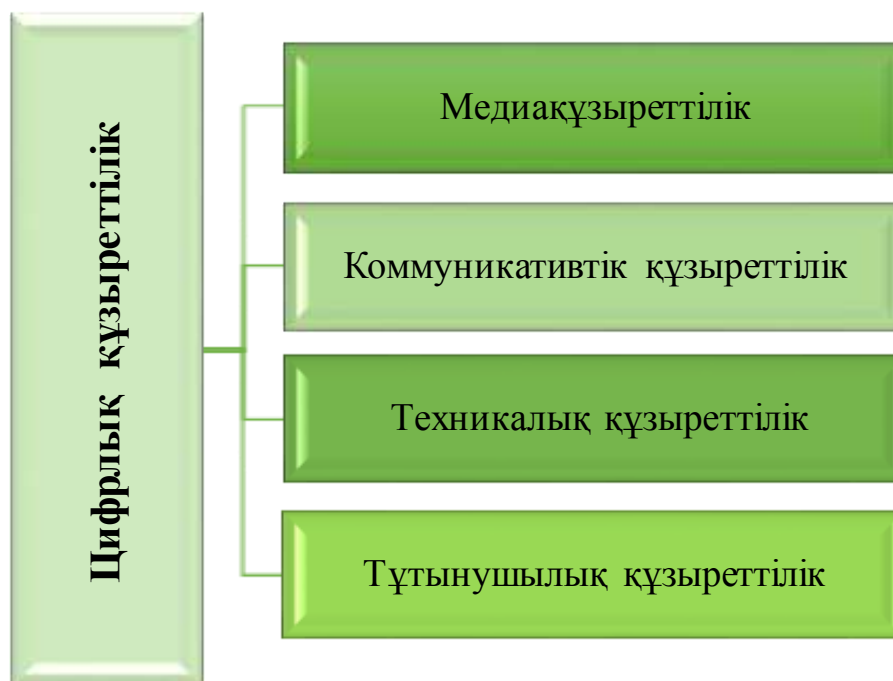 Цифрлық құзыреттілік
Медиақұзыреттілік
Коммуникативтік құзыреттілік
Техникалық құзыреттілік
Тұтынушылық құзыреттілік